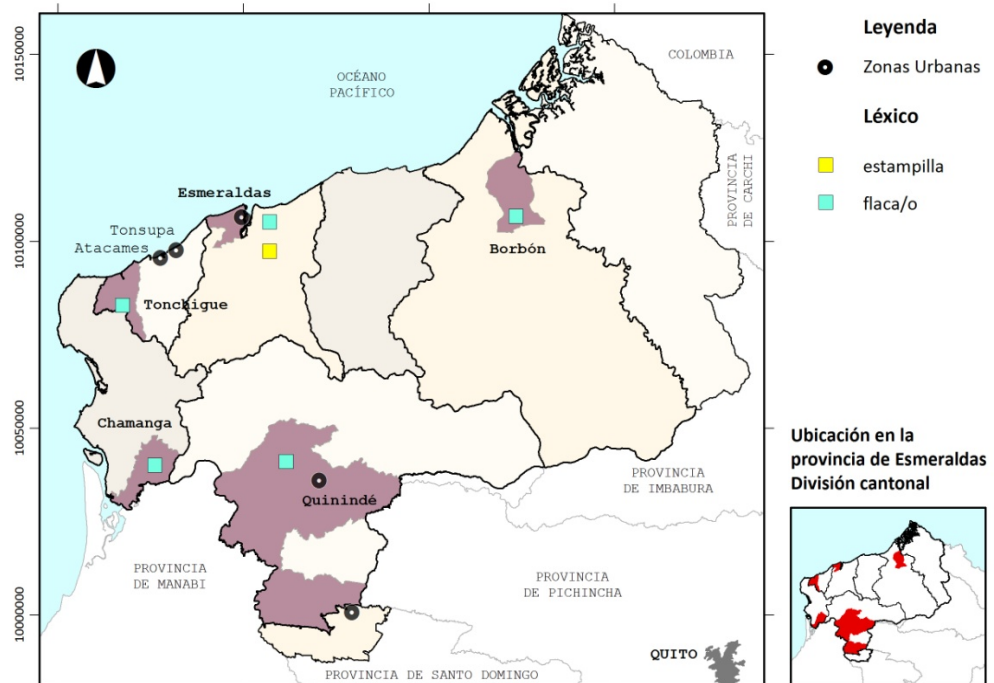 10150000
10100000
10050000
10000000
OCÉANO
PACÍFICO
COLOMBIA
PROVINCIA
DE CARCHI
Esmeraldas
Tonsupa
Atacames
Tonchigue
Borbón
Chamanga
Quinindé
PROVINCIA
DE IMBABURA
PROVINCIA
DE MANABI
PROVINCIA
DE PICHINCHA
QUITO
PROVINCIA DE SANTO DOMINGO
Leyenda
Zonas Urbanas
Léxico
estampilla
flaca/o
Ubicación en la
provincia de Esmeraldas
División cantonal